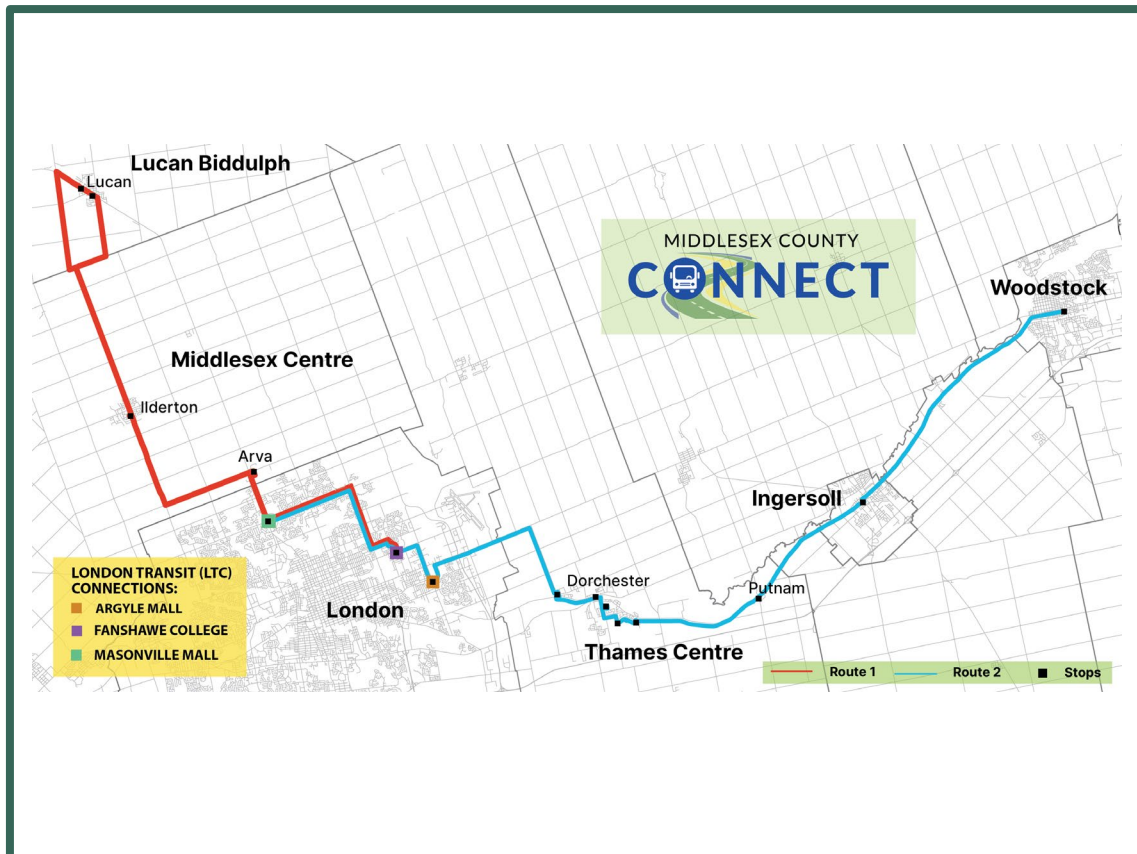 Lucan Biddulph
Lucan
MIDDLESEX COUNTY
CONNECT
Woodstock
Middlesex Centre
Ilderton
Arva
Ingersoll
LONDON TRANSIT (LTC)
CONNECTIONS:
ARGYLE MALL
FANSHAWE COLLEGE
MASONVILLE MALL
London
Dorchester
Putnam
Thames Centre
Route 1
Route 2
Stops